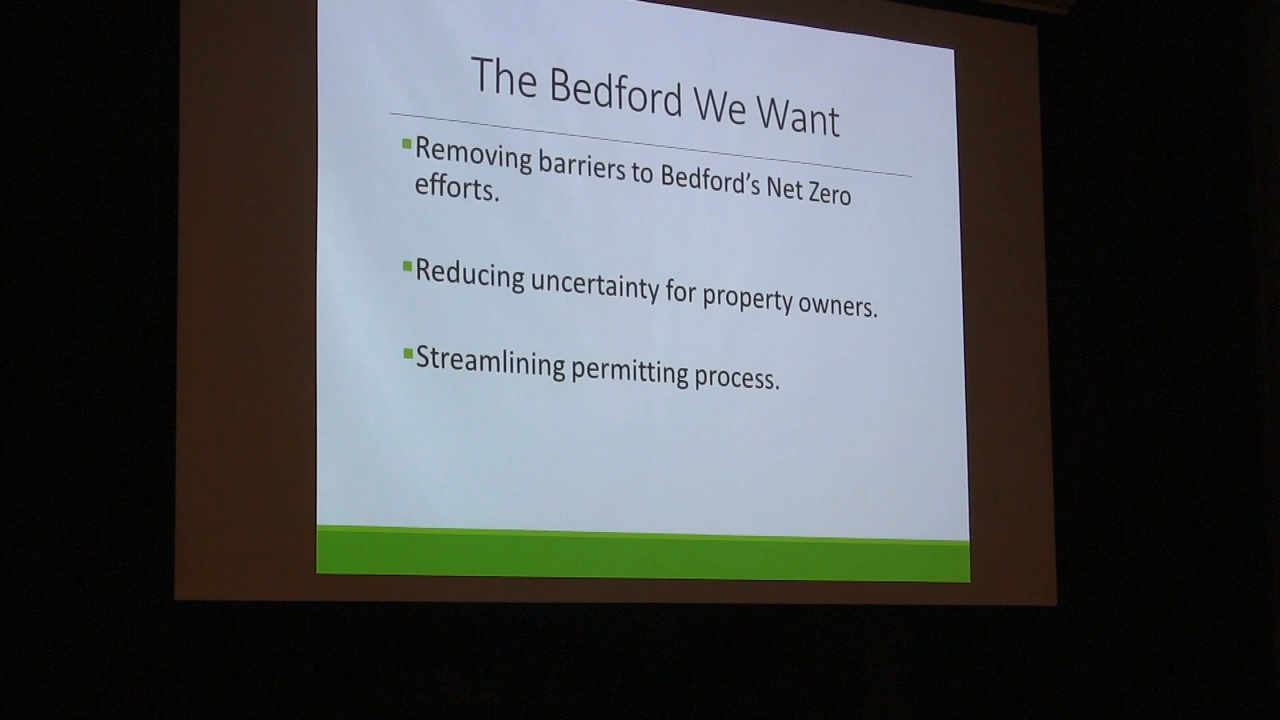 The Bedford We Want
▪Removing barriers to Bedford's Net Zero
efforts.
▪Reducing uncertainty for property owners.
▪Streamlining permitting process.